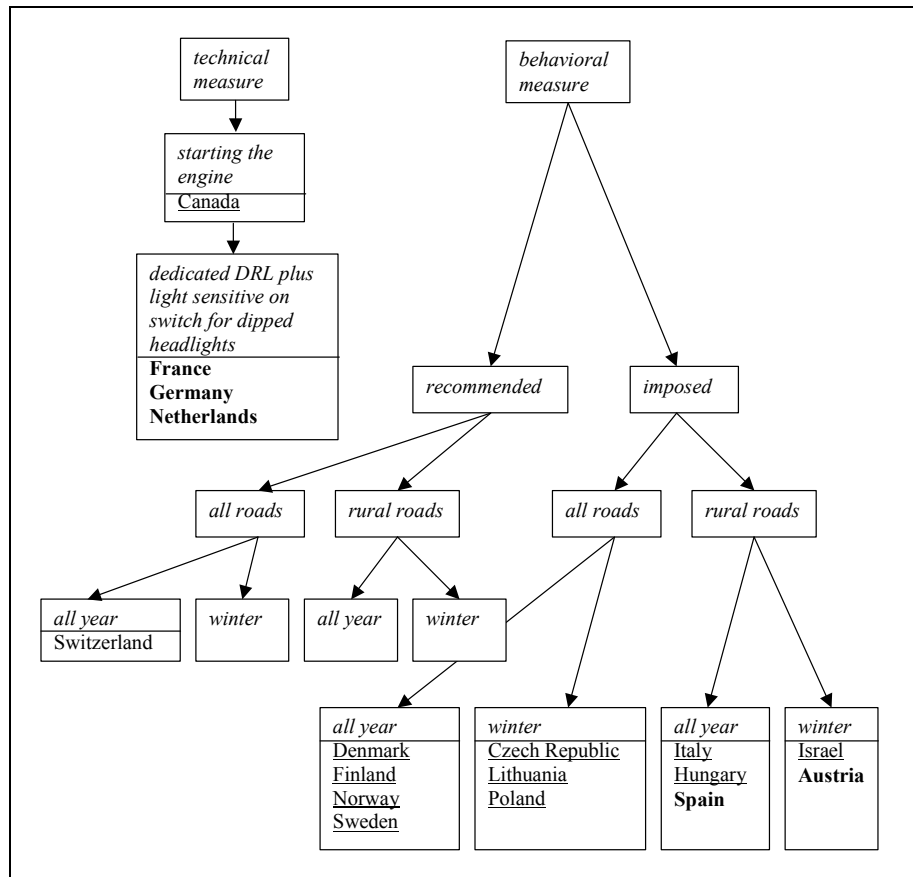 technical
measure
behavioral
measure
starting the
engine
Canada
dedicated DRL plus
light sensitive on
switch for dipped
headlights
France
Germany
Netherlands
recommended
imposed
all roads
rural roads
all roads
rural roads
all year
Switzerland
winter
all year
winter
all year
Denmark
Finland
Norway
Sweden
winter
Czech Republic
Lithuania
Poland
all year
Italy
Hungary
Spain
winter
Israel
Austria